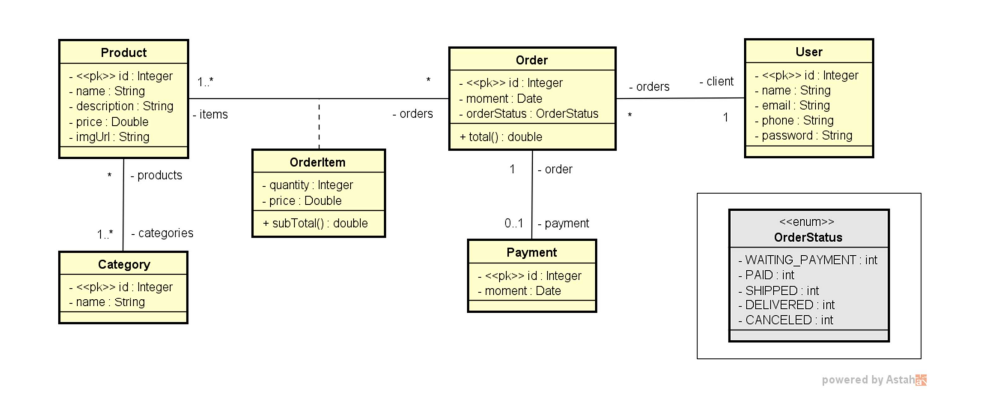 Product
- <<pk>> id : Integer
- name : String
- description : String
- price : Double
- imgUrl : String
1..*
- items
*
- orders
Order
- <<pk>> id : Integer
- moment : Date
- orderStatus : OrderStatus
+ total() : double
- orders
*
- client
1
User
- <<pk>> id : Integer
- name : String
- email : String
- phone : String
- password : String
* - products
1..* - categories
OrderItem
- quantity : Integer
- price : Double
+ subTotal() : double
1 - order
0..1 - payment
Category
- <<pk>> id : Integer
- name : String
Payment
- <<pk>> id : Integer
- moment : Date
<<enum>>
OrderStatus
- WAITING_PAYMENT : int
- PAID : int
- SHIPPED : int
- DELIVERED : int
- CANCELED : int
powered by Astah